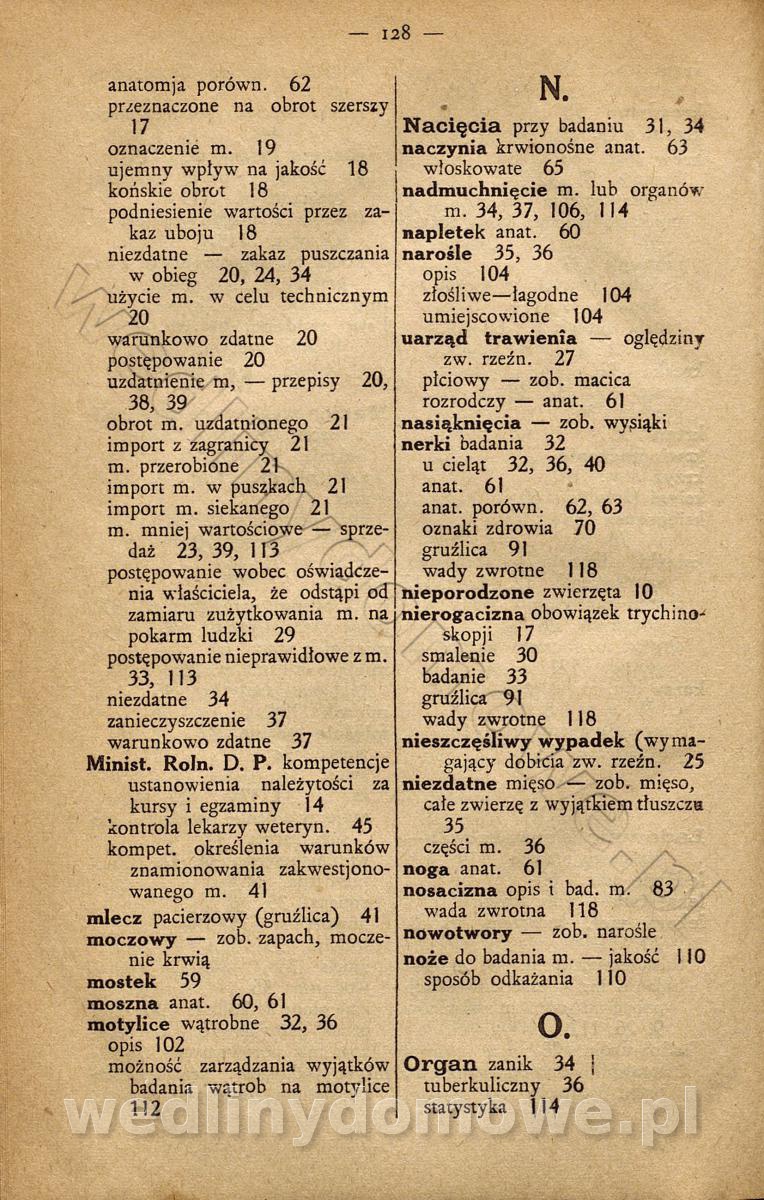 — 128 —
anatomja porówn. 62
przeznaczone na obrot szerszy
17
oznaczenie m. 19
ujemny wpływ na jakość 18
końskie obrot 18
podniesienie wartości przez za-
kaz uboju 18
niezdatne — zakaz puszczania
w obieg 20, 24, 34
użycie m. w celu technicznym
20
warunkowo zdatne 20
postępowanie 20
uzdatnienie m, — przepisy 20,
38, 39
obrot m. uzdatnionego 21
import z zagranicy 21
m. przerobione 21
import m. w puszkach 21
import m. siekanego 21
m. mniej wartościowe — sprze-
daż 23, 39, 113
postępowanie wobec oświadcze-
nia właściciela, że odstąpi od
zamiaru zużytkowania m. na
pokarm ludzki 29
postępowanie nieprawidłowe z m.
33, 113
niezdatne 34
zanieczyszczenie 37
warunkowo zdatne 37
Minist. Roln. D. P. kompetencje
ustanowienia należytości za
kursy i egzaminy 14
kontrola lekarzy weteryn. 45
kompet. określenia warunków
znamionowania zakwestjono-
wanego m. 41
mlecz pacierzowy (gruźlica) 41
moczowy — zob. zapach, mocze-
nie krwią
mostek 59
moszna anat. 60, 61
motylice wątrobne 32, 36
opis 102
możność zarządzania wyjątków
badania wątrob na motylice
112
N.
Nacięcia przy badaniu 31, 34
naczynia krwionośne anat. 63
włoskowate 65
nadmuchnięcie m. lub organów
m. 34, 37, 106, 114
napletek anat. 60
narośle 35, 36
opis 104
złośliwe—łagodne 104
umiejscowione 104
uarząd trawienia — oględziny
zw. rzeźn. 27
płciowy — zob. macica
rozrodczy — anat. 61
nasiąknięcia — zob. wysiąki
nerki badania 32
u cieląt 32, 36, 40
anat. 61
anat. porówn. 62, 63
oznaki zdrowia 70
gruźlica 91
wady zwrotne 118
nieporodzone zwierzęta 10
nierogacizna obowiązek trychino-
skopji 17
smalenie 30
badanie 33
gruźlica 91
wady zwrotne 118
nieszczęśliwy wypadek (wyma-
gający dobicia zw. rzeźn. 25
niezdatne mięso — zob. mięso,
całe zwierzę z wyjątkiem tłuszczu
35
części m. 36
noga anat. 61
nosacizna opis i bad. m. 83
wada zwrotna 118
nowotwory — zob. narośle
noże do badania m. — jakość 110
sposób odkażania 110
O.
Organ zanik 34
tuberkuliczny 36
statystyka 114
wedlinydomowe.pl